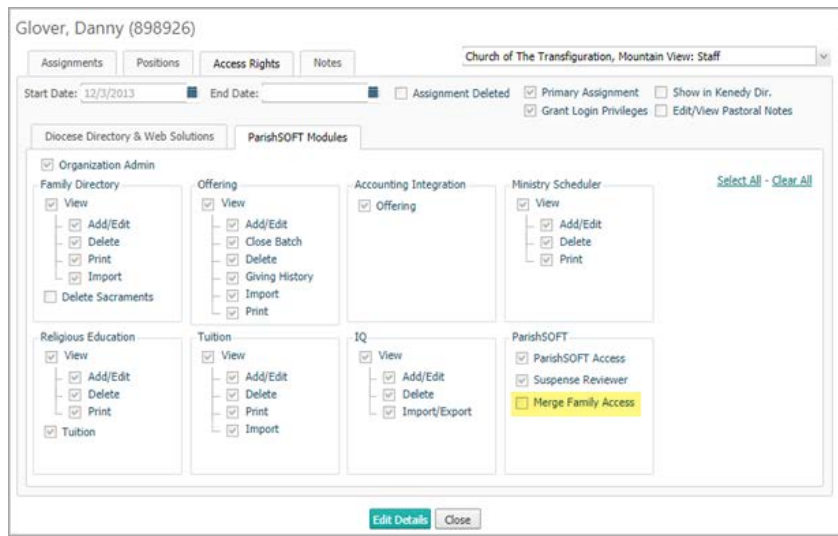 Glover, Danny (898926)
Assignments Positions Access Rights Notes Church of The Transfiguration, Mountain View: Staff
Start Date: 12/3/2013 End Date: Assignment Deleted Primary Assignment Show in Kenedy Dir.
Grant Login Privileges Edit/View Pastoral Notes
Diocese Directory & Web Solutions ParishSOFT Modules
Organization Admin
Select All - Clear All
Family Directory
View
Add/Edit
Delete
Print
Import
Delete Sacraments
Offering
View
Add/Edit
Close Batch
Delete
Giving History
Import
Print
Accounting Integration
Offering
Ministry Scheduler
View
Add/Edit
Delete
Print
Religious Education
View
Add/Edit
Delete
Print
Tuition
Tuition
View
Add/Edit
Delete
Print
Import
IQ
View
Add/Edit
Delete
Import/Export
ParishSOFT
ParishSOFT Access
Suspense Reviewer
Merge Family Access
Edit Details Close